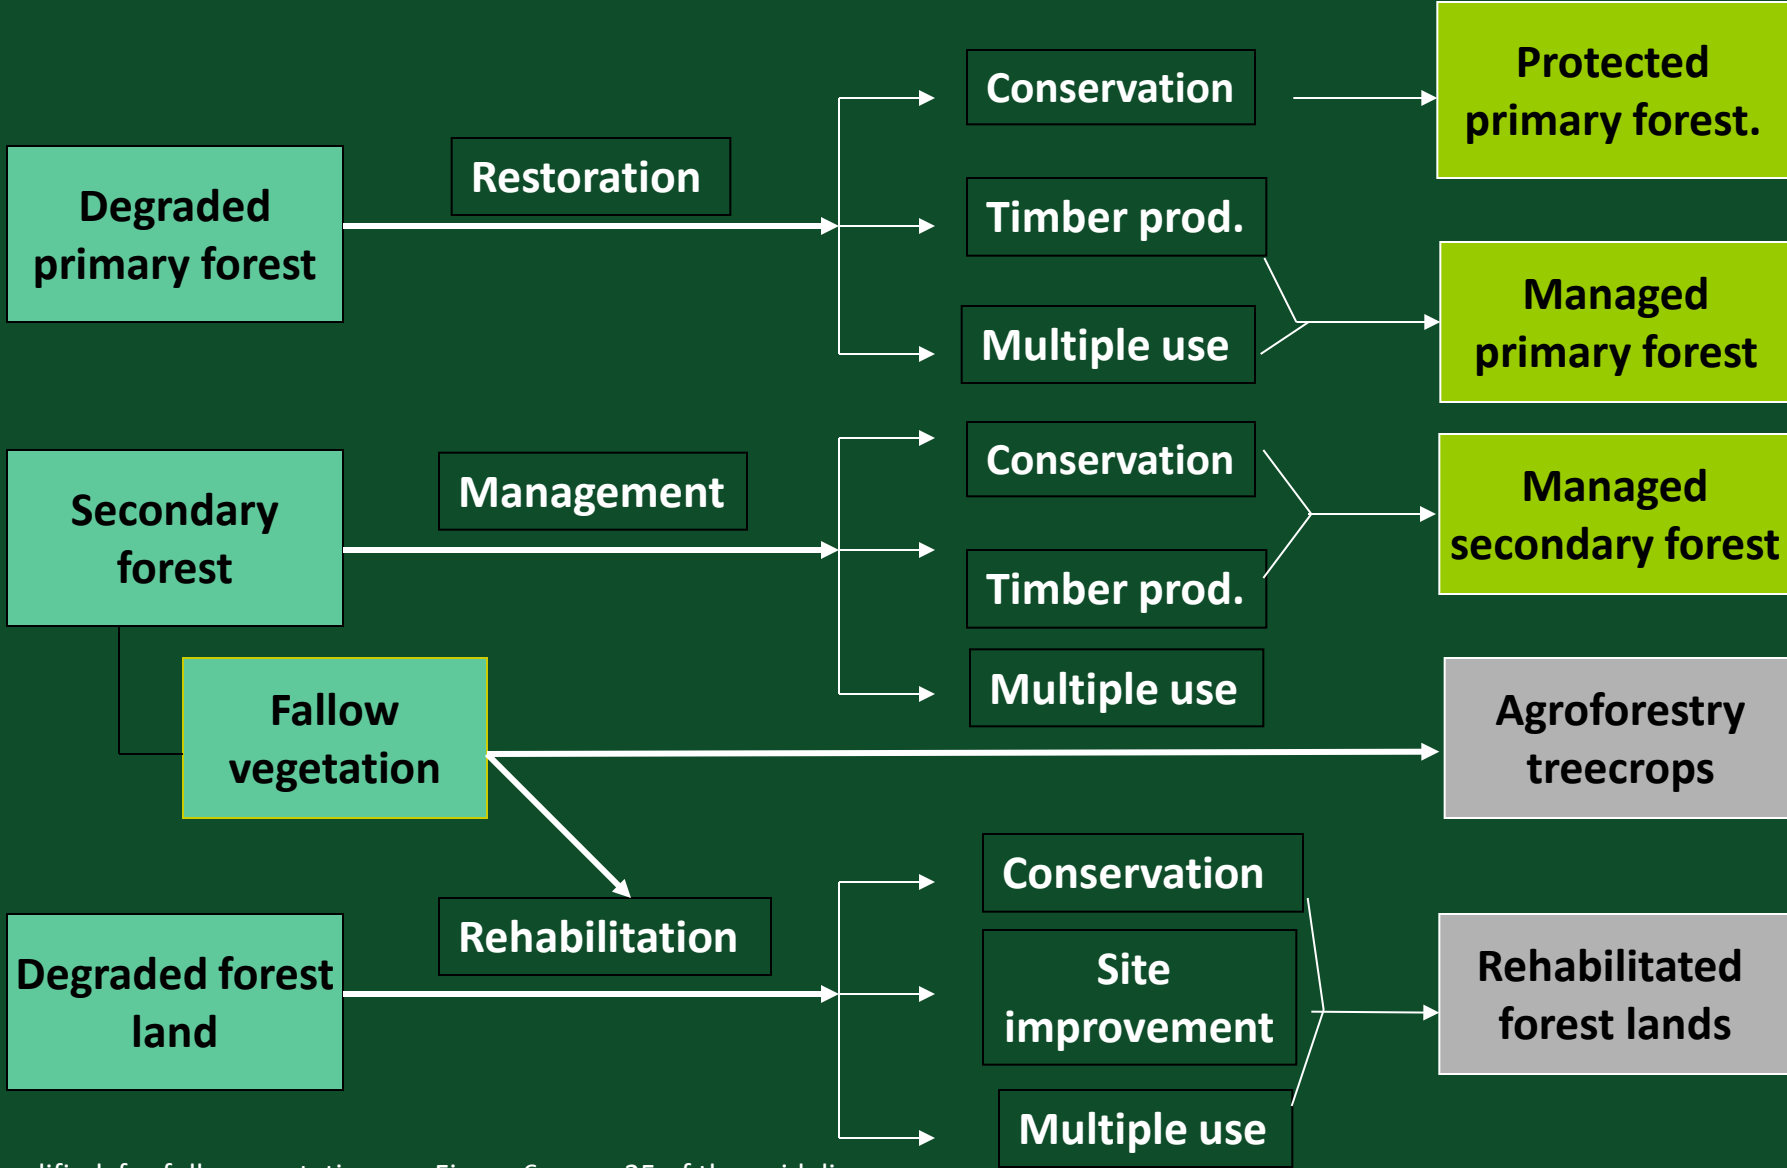 Protected
primary forest.
Conservation
Restoration
Degraded
primary forest
Timber prod.
Managed
primary forest
Multiple use
Conservation
Management
Secondary
forest
Managed
secondary forest
Timber prod.
Multiple use
Fallow
vegetation
Agroforestry
treecrops
Conservation
Rehabilitation
Degraded forest
land
Site
improvement
Rehabilitated
forest lands
Multiple use